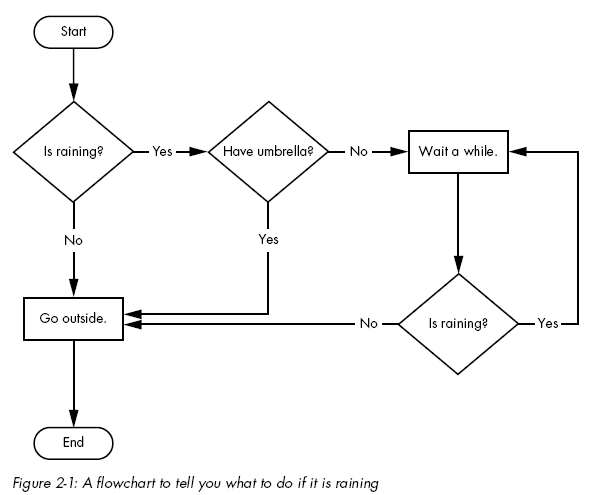 Start
Is raining?
Yes
Have umbrella?
No
Wait a while.
No
Yes
Go outside.
No
Is raining?
Yes
End
Figure 2-1: A flowchart to tell you what to do if it is raining